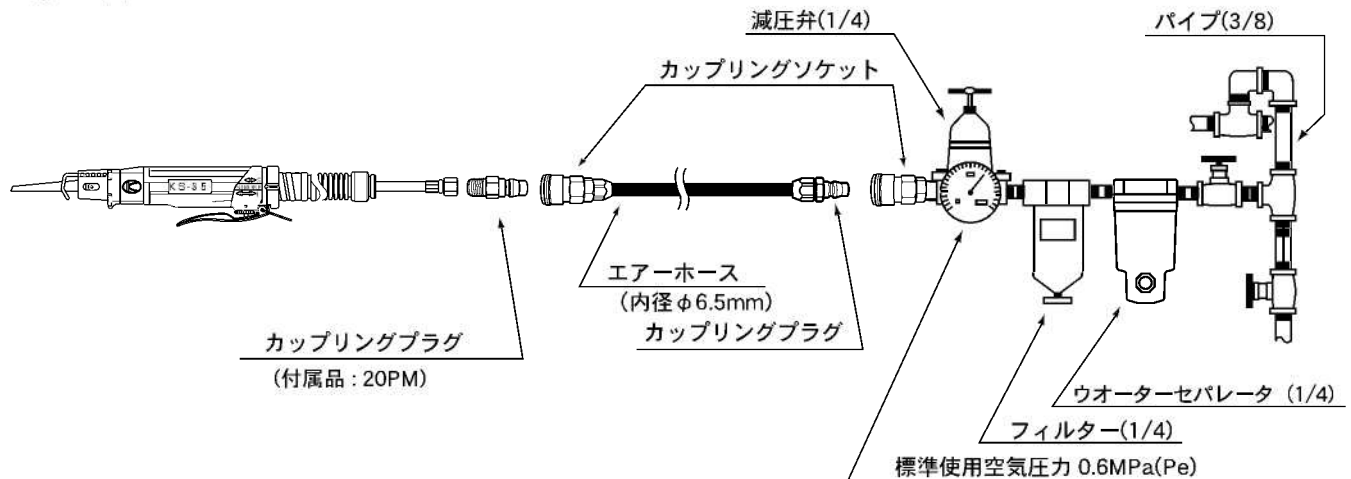 減圧弁(1/4)
パイプ(3/8)
カップリングソケット
KS-35
エアーホース
(内径φ6.5mm)
カップリングプラグ
カップリングプラグ
(付属品:20PM)
ウオーターセパレータ (1/4)
フィルター(1/4)
標準使用空気圧力 0.6MPa(Pe)